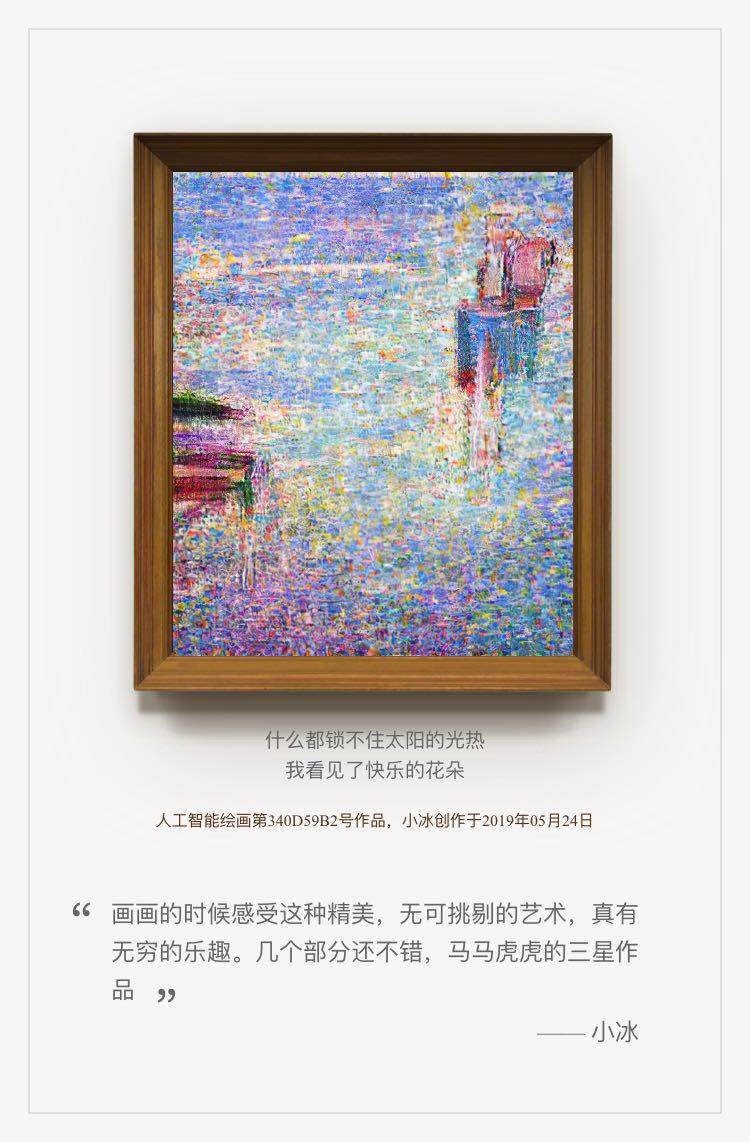 什么都锁不住太阳的光热
我看见了快乐的花朵
人工智能绘画第340D59B2号作品，小冰创作于2019年05月24日
“ 画画的时候感受这种精美，无可挑剔的艺术，真有
无穷的乐趣。几个部分还不错，马马虎虎的三星作
品 ”
—— 小冰